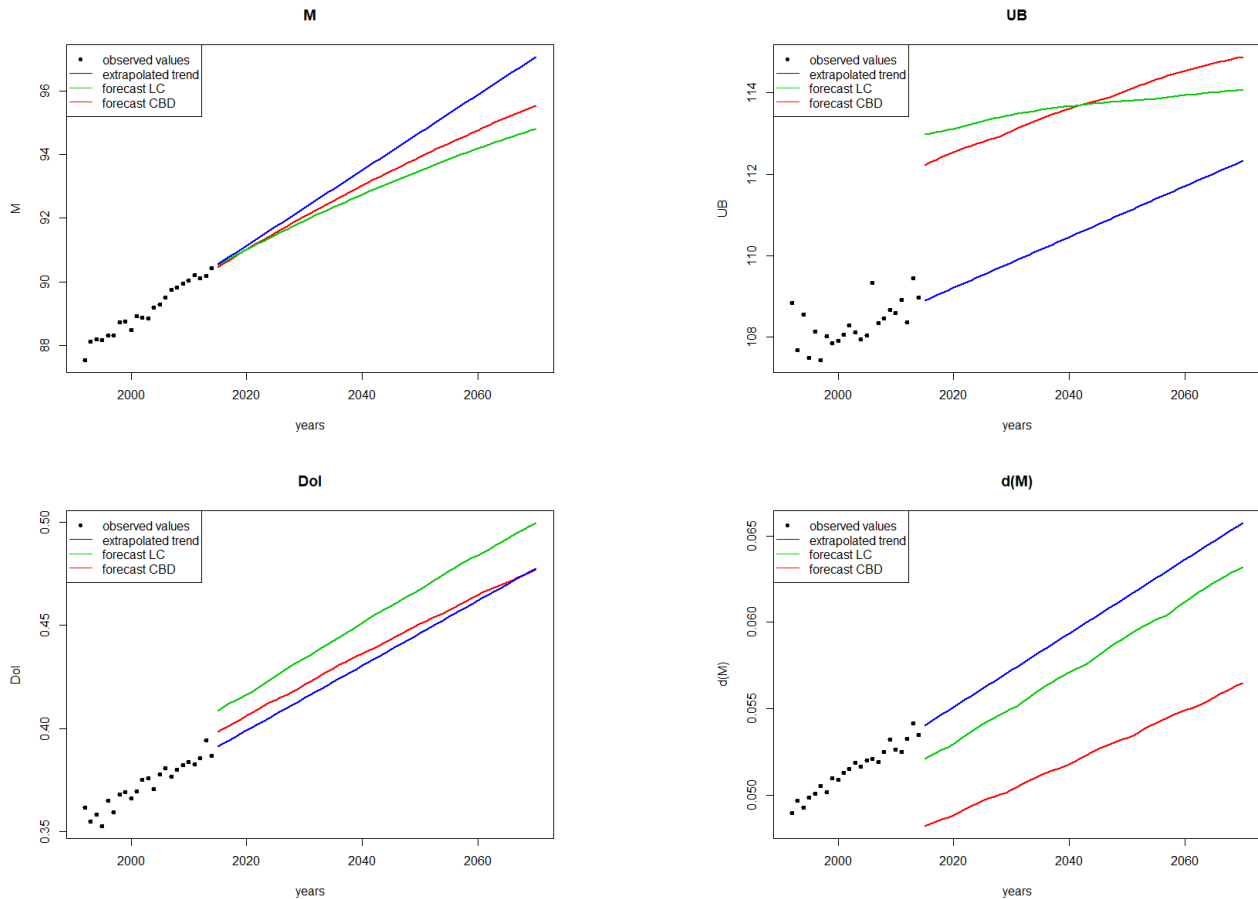 M
observed values
extrapolated trend
forecast LC
forecast CBD
M
96
94
92
90
88
2000
2020
2040
2060
years
UB
observed values
extrapolated trend
forecast LC
forecast CBD
UB
114
112
110
108
2000
2020
2040
2060
years
DoI
observed values
extrapolated trend
forecast LC
forecast CBD
DoI
0.50
0.45
0.40
0.35
2000
2020
2040
2060
years
d(M)
observed values
extrapolated trend
forecast LC
forecast CBD
d(M)
0.065
0.060
0.055
0.050
2000
2020
2040
2060
years